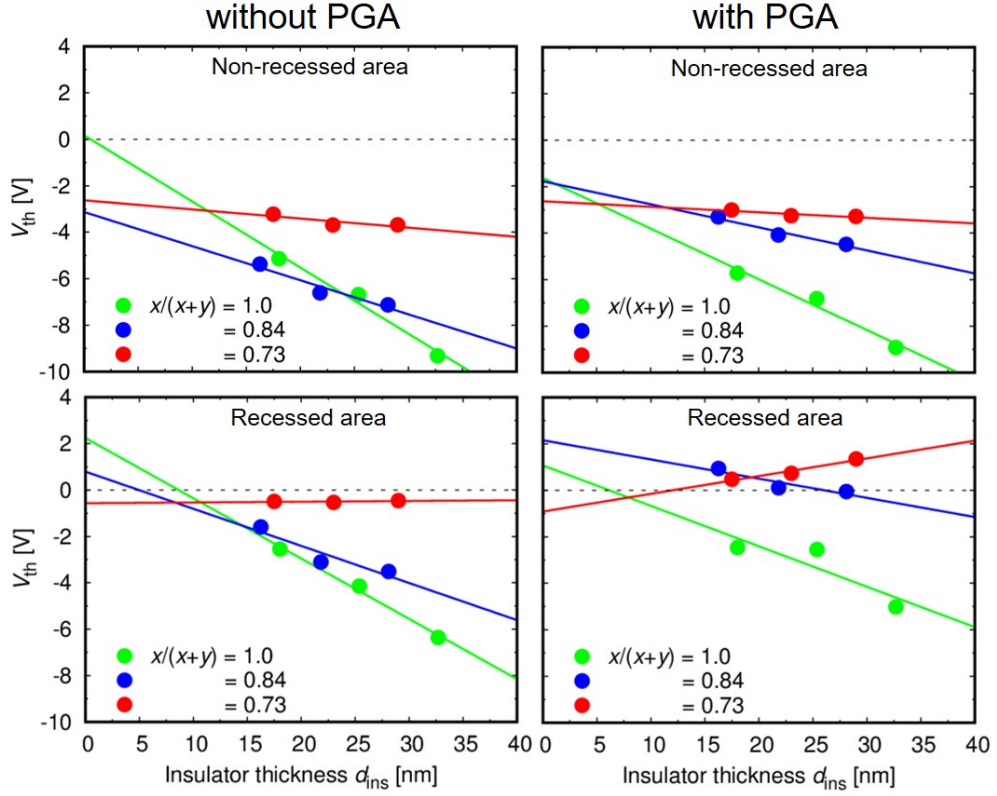 without PGA
with PGA
Non-recessed area
4
2
0
-2
-4
-6
-8
-10
Vth [V]
x/(x+y) = 1.0
= 0.84
= 0.73
Non-recessed area
x/(x+y) = 1.0
= 0.84
= 0.73
Recessed area
4
2
0
-2
-4
-6
-8
-10
Vth [V]
x/(x+y) = 1.0
= 0.84
= 0.73
0 5 10 15 20 25 30 35 40
Insulator thickness dins [nm]
Recessed area
x/(x+y) = 1.0
= 0.84
= 0.73
0 5 10 15 20 25 30 35 40
Insulator thickness dins [nm]